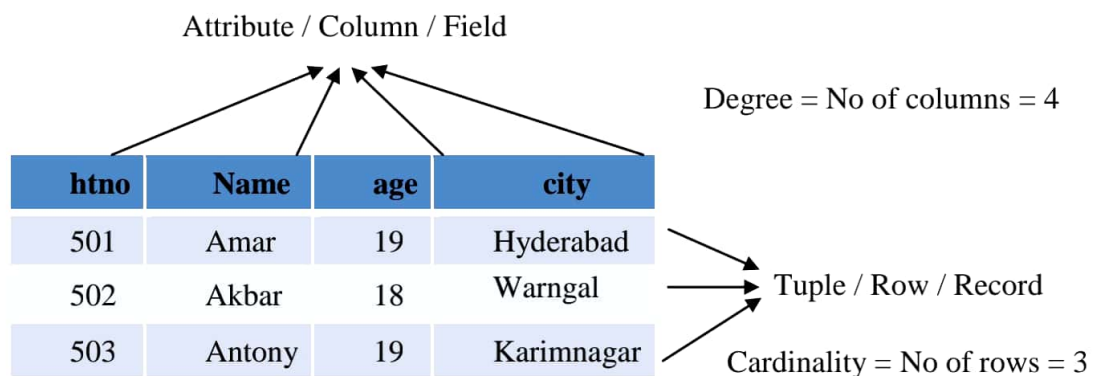 Attribute / Column / Field
Degree = No of columns = 4
htno Name age city
501 Amar 19 Hyderabad
502 Akbar 18 Warngal
Tuple / Row / Record
503 Antony 19 Karimnagar
Cardinality = No of rows = 3